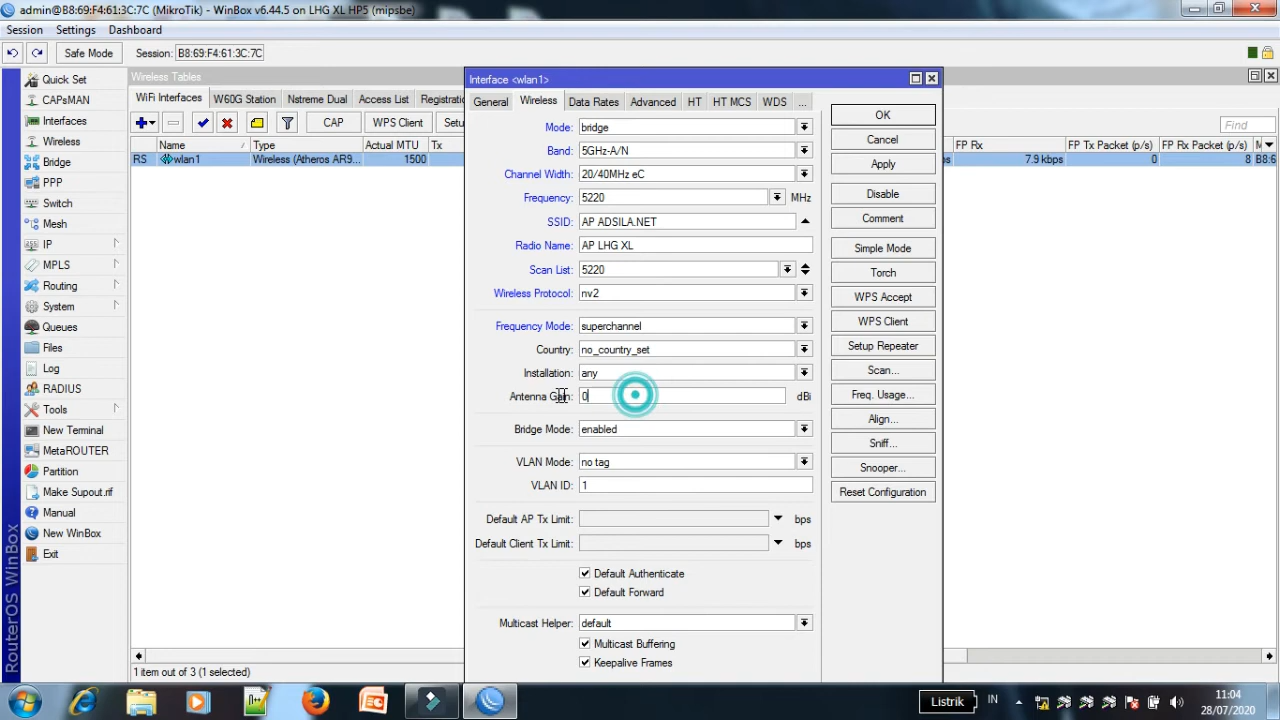 admin@B8:69:F4:61:3C:7C (MikroTik) - WinBox v6.44.5 on LHG XL HP5 (mipsbe)
Session Settings Dashboard
Safe Mode Session: B8:69:F4:61:3C:7C
Quick Set
CAPsMAN
Interfaces
Wireless
Bridge
PPP
Switch
Mesh
IP
MPLS
Routing
System
Queues
Files
Log
RADIUS
Tools
New Terminal
MetaROUTER
Partition
Make Supout.rif
Manual
New WinBox
Exit
RouterOS WinBox
Wireless Tables
WiFi Interfaces W60G Station Nstreme Dual Access List Registratio
CAP WPS Client Setu
Find
Name Type Actual MTU Tx FP Rx FP Tx Packet (p/s) FP Rx Packet (p/s)
RS wlan1 Wireless (Atheros AR9... 1500 7.9 kbps 0 8 B8:6
1 item out of 3 (1 selected)
Interface <wlan1>
General Wireless Data Rates Advanced HT HT MCS WDS ...
Mode: bridge
Band: 5GHz-A/N
Channel Width: 20/40MHz eC
Frequency: 5220 MHz
SSID: AP ADSILA.NET
Radio Name: AP LHG XL
Scan List: 5220
Wireless Protocol: nv2
Frequency Mode: superchannel
Country: no_country_set
Installation: any
Antenna Gain: 0 dBi
Bridge Mode: enabled
VLAN Mode: no tag
VLAN ID: 1
Default AP Tx Limit: bps
Default Client Tx Limit: bps
Default Authenticate
Default Forward
Multicast Helper: default
Multicast Buffering
Keepalive Frames
OK
Cancel
Apply
Disable
Comment
Simple Mode
Torch
WPS Accept
WPS Client
Setup Repeater
Scan...
Freq. Usage...
Align...
Sniff...
Snooper...
Reset Configuration
Listrik IN 11:04
28/07/2020